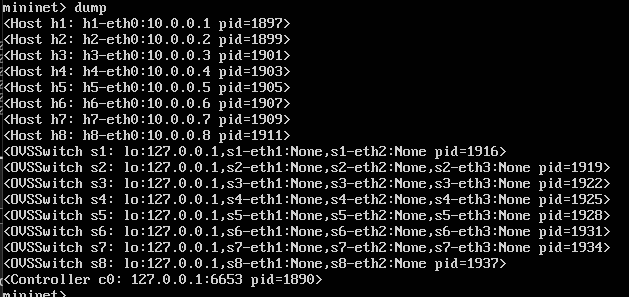 mininet> dump
<Host h1: h1-eth0:10.0.0.1 pid=1897>
<Host h2: h2-eth0:10.0.0.2 pid=1899>
<Host h3: h3-eth0:10.0.0.3 pid=1901>
<Host h4: h4-eth0:10.0.0.4 pid=1903>
<Host h5: h5-eth0:10.0.0.5 pid=1905>
<Host h6: h6-eth0:10.0.0.6 pid=1907>
<Host h7: h7-eth0:10.0.0.7 pid=1909>
<Host h8: h8-eth0:10.0.0.8 pid=1911>
<OVSSwitch s1: lo:127.0.0.1,s1-eth1:None,s1-eth2:None pid=1916>
<OVSSwitch s2: lo:127.0.0.1,s2-eth1:None,s2-eth2:None,s2-eth3:None pid=1919>
<OVSSwitch s3: lo:127.0.0.1,s3-eth1:None,s3-eth2:None,s3-eth3:None pid=1922>
<OVSSwitch s4: lo:127.0.0.1,s4-eth1:None,s4-eth2:None,s4-eth3:None pid=1925>
<OVSSwitch s5: lo:127.0.0.1,s5-eth1:None,s5-eth2:None,s5-eth3:None pid=1928>
<OVSSwitch s6: lo:127.0.0.1,s6-eth1:None,s6-eth2:None,s6-eth3:None pid=1931>
<OVSSwitch s7: lo:127.0.0.1,s7-eth1:None,s7-eth2:None,s7-eth3:None pid=1934>
<OVSSwitch s8: lo:127.0.0.1,s8-eth1:None,s8-eth2:None pid=1937>
<Controller c0: 127.0.0.1:6653 pid=1890>
mininet>